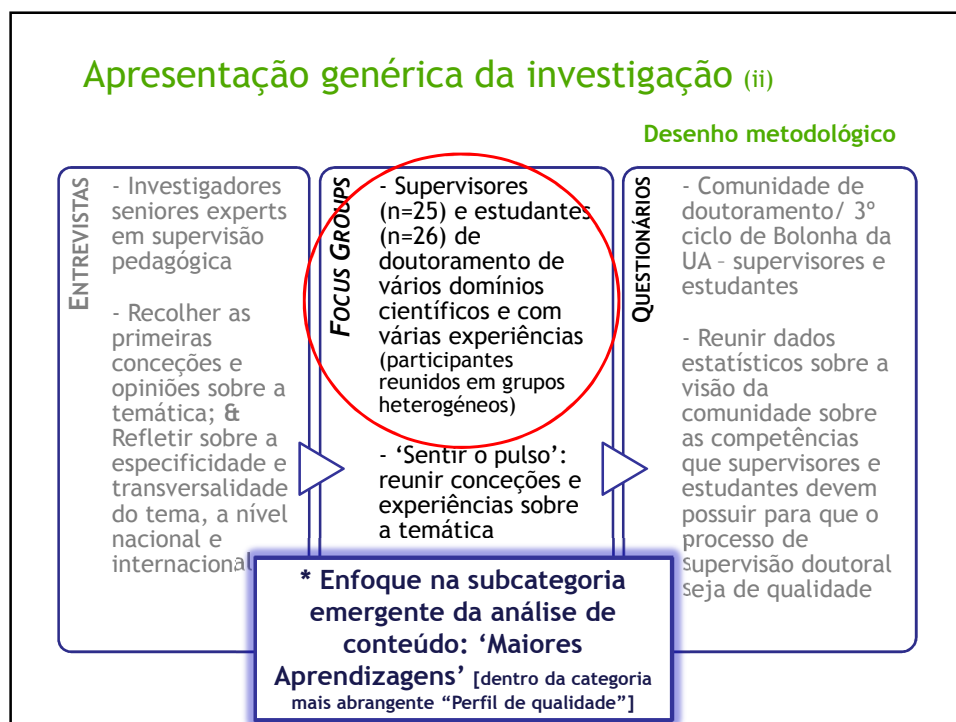 Apresentação genérica da investigação (ii)
Desenho metodológico
ENTREVISTAS
- Investigadores
seniores experts
em supervisão
pedagógica
- Recolher as
primeiras
conceções e
opiniões sobre a
temática; &
Refletir sobre a
especificidade e
transversalidade
do tema, a nível
nacional e
internacional
FOCUS GROUPS
- Supervisores
(n=25) e estudantes
(n=26) de
doutoramento de
vários domínios
científicos e com
várias experiências
(participantes
reunidos em grupos
heterogéneos)
- ‘Sentir o pulso’:
reunir conceções e
experiências sobre
a temática
QUESTIONÁRIOS
- Comunidade de
doutoramento/ 3º
ciclo de Bolonha da
UA – supervisores e
estudantes
- Reunir dados
estatísticos sobre a
visão da
comunidade sobre
as competências
que supervisores e
estudantes devem
possuir para que o
processo de
supervisão doutoral
seja de qualidade
* Enfoque na subcategoria
emergente da análise de
conteúdo: ‘Maiores
Aprendizagens’ [dentro da categoria
mais abrangente “Perfil de qualidade”]